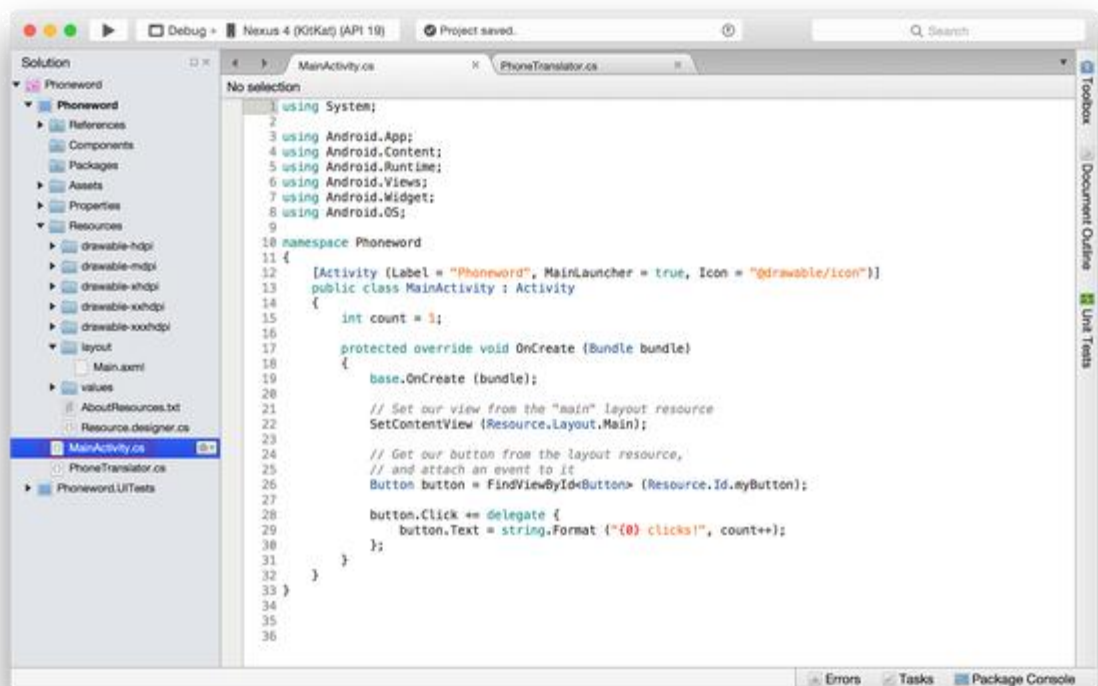 Debug
Nexus 4 (KitKat) (API 19)
Project saved.
Search
Solution
Phoneword
Phoneword
References
Components
Packages
Assets
Properties
Resources
drawable-hdpi
drawable-mdpi
drawable-xhdpi
drawable-xxhdpi
drawable-xxxhdpi
layout
Main.axml
values
AboutResources.txt
Resource.designer.cs
MainActivity.cs
PhoneTranslator.cs
Phoneword.UITests
MainActivity.cs
PhoneTranslator.cs
No selection
1 using System;
2
3 using Android.App;
4 using Android.Content;
5 using Android.Runtime;
6 using Android.Views;
7 using Android.Widget;
8 using Android.OS;
9
10 namespace Phoneword
11 {
12 [Activity (Label = "Phoneword", MainLauncher = true, Icon = "@drawable/icon")]
13 public class MainActivity : Activity
14 {
15 int count = 1;
16
17 protected override void OnCreate (Bundle bundle)
18 {
19 base.OnCreate (bundle);
20
21 // Set our view from the "main" layout resource
22 SetContentView (Resource.Layout.Main);
23
24 // Get our button from the layout resource,
25 // and attach an event to it
26 Button button = FindViewById<Button> (Resource.Id.myButton);
27
28 button.Click += delegate {
29 button.Text = string.Format ("{0} clicks!", count++);
30 };
31 }
32 }
33 }
34
35
36
Toolbox
Document Outline
Unit Tests
Errors
Tasks
Package Console